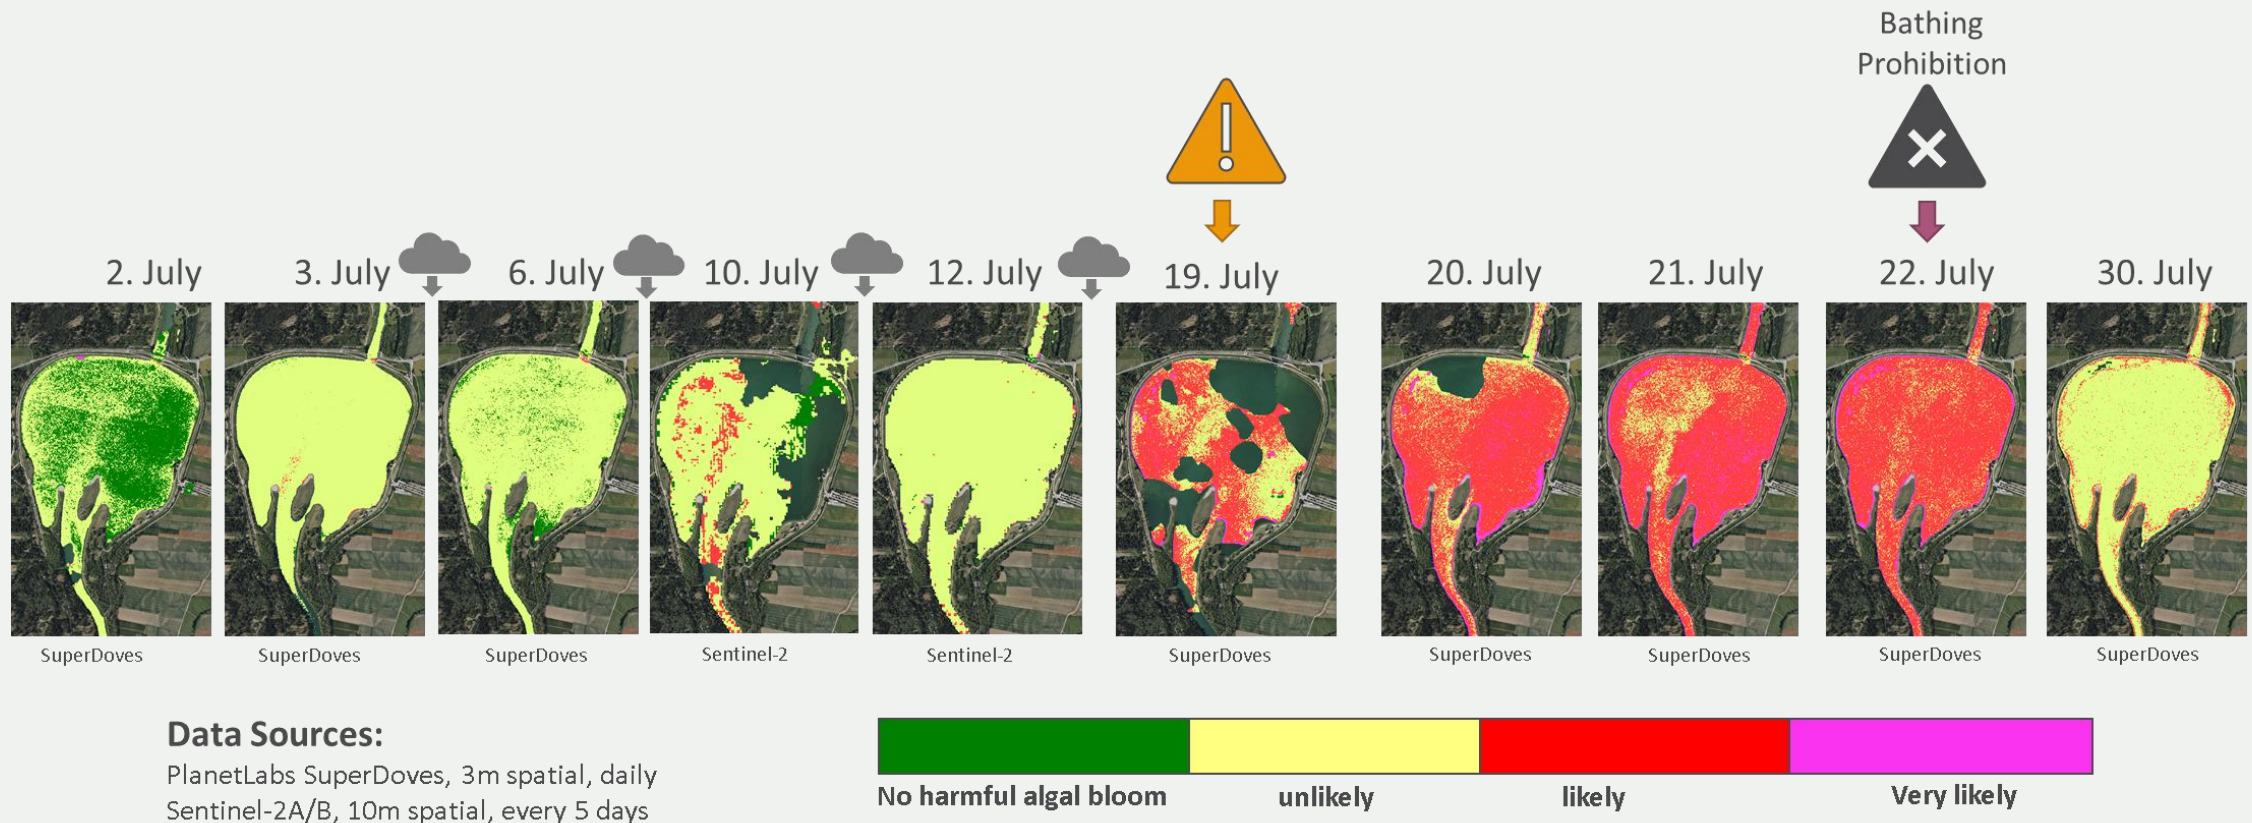 Bathing
Prohibition
2. July
3. July
6. July
10. July
12. July
19. July
20. July
21. July
22. July
30. July
SuperDoves
SuperDoves
SuperDoves
Sentinel-2
Sentinel-2
SuperDoves
SuperDoves
SuperDoves
SuperDoves
SuperDoves
Data Sources:
PlanetLabs SuperDoves, 3m spatial, daily
Sentinel-2A/B, 10m spatial, every 5 days
No harmful algal bloom
unlikely
likely
Very likely